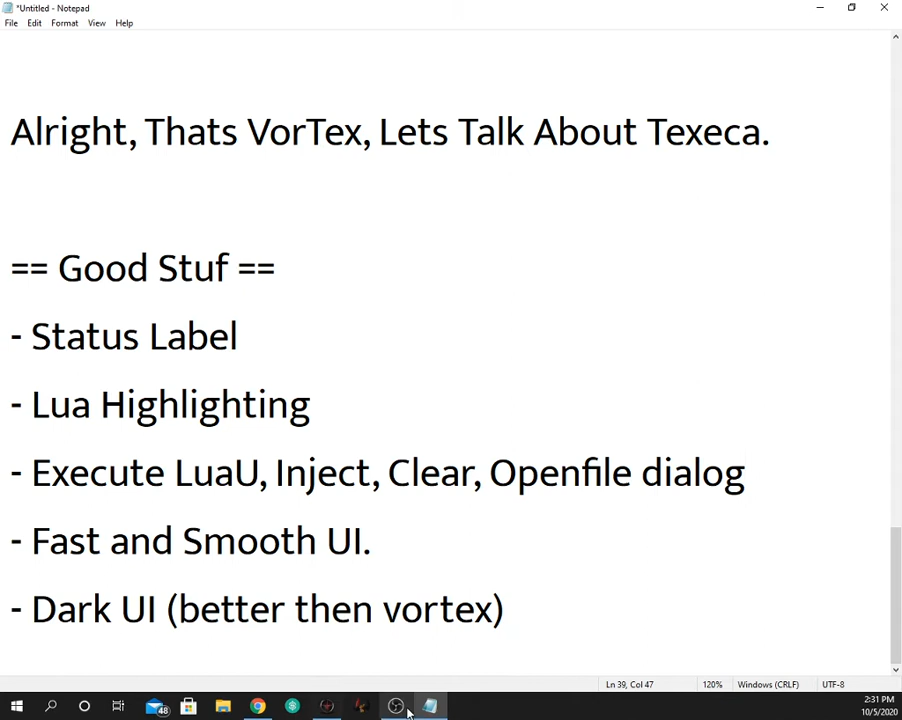 *Untitled - Notepad
File Edit Format View Help
Alright, Thats VorTex, Lets Talk About Texeca.
== Good Stuf ==
- Status Label
- Lua Highlighting
- Execute LuaU, Inject, Clear, Openfile dialog
- Fast and Smooth UI.
- Dark UI (better then vortex)
Ln 39, Col 47 120% Windows (CRLF) UTF-8
48
2:31 PM
10/5/2020